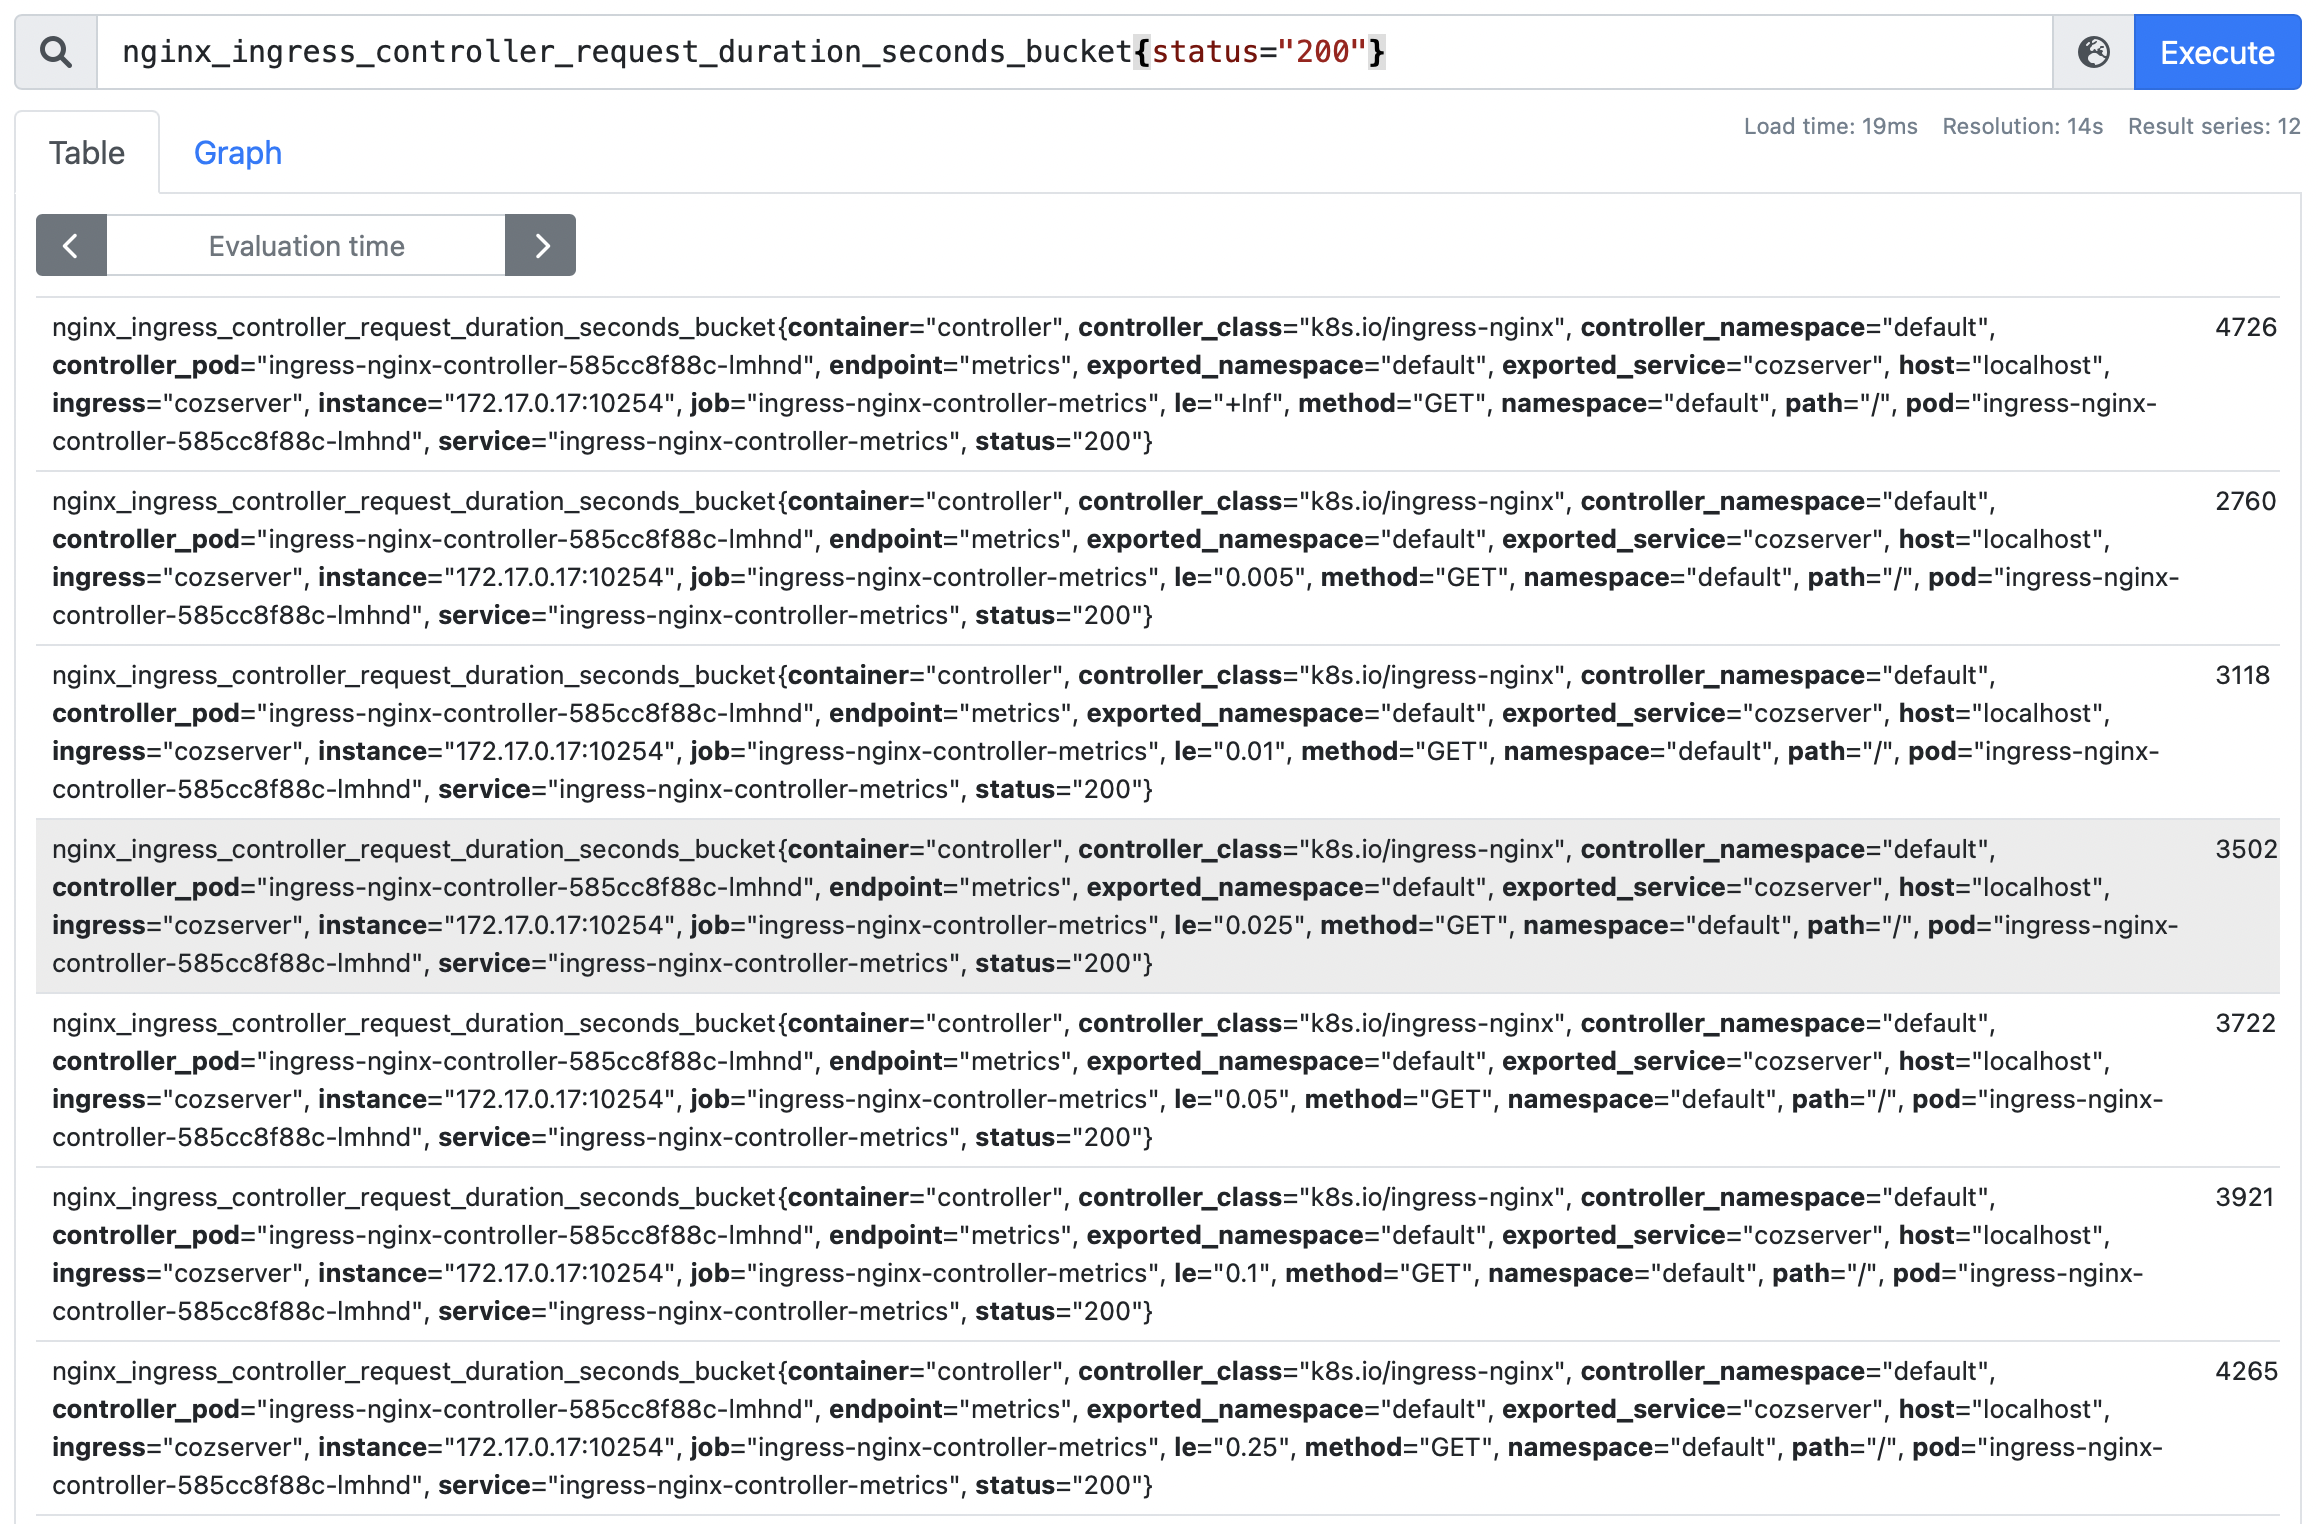 nginx_ingress_controller_request_duration_seconds_bucket{status="200"}
Execute
Table
Graph
Load time: 19ms Resolution: 14s Result series: 12
Evaluation time
nginx_ingress_controller_request_duration_seconds_bucket{container="controller", controller_class="k8s.io/ingress-nginx", controller_namespace="default", 4726
controller_pod="ingress-nginx-controller-585cc8f88c-lmhnd", endpoint="metrics", exported_namespace="default", exported_service="cozserver", host="localhost",
ingress="cozserver", instance="172.17.0.17:10254", job="ingress-nginx-controller-metrics", le="+Inf", method="GET", namespace="default", path="/", pod="ingress-nginx-
controller-585cc8f88c-lmhnd", service="ingress-nginx-controller-metrics", status="200"}
nginx_ingress_controller_request_duration_seconds_bucket{container="controller", controller_class="k8s.io/ingress-nginx", controller_namespace="default", 2760
controller_pod="ingress-nginx-controller-585cc8f88c-lmhnd", endpoint="metrics", exported_namespace="default", exported_service="cozserver", host="localhost",
ingress="cozserver", instance="172.17.0.17:10254", job="ingress-nginx-controller-metrics", le="0.005", method="GET", namespace="default", path="/", pod="ingress-nginx-
controller-585cc8f88c-lmhnd", service="ingress-nginx-controller-metrics", status="200"}
nginx_ingress_controller_request_duration_seconds_bucket{container="controller", controller_class="k8s.io/ingress-nginx", controller_namespace="default", 3118
controller_pod="ingress-nginx-controller-585cc8f88c-lmhnd", endpoint="metrics", exported_namespace="default", exported_service="cozserver", host="localhost",
ingress="cozserver", instance="172.17.0.17:10254", job="ingress-nginx-controller-metrics", le="0.01", method="GET", namespace="default", path="/", pod="ingress-nginx-
controller-585cc8f88c-lmhnd", service="ingress-nginx-controller-metrics", status="200"}
nginx_ingress_controller_request_duration_seconds_bucket{container="controller", controller_class="k8s.io/ingress-nginx", controller_namespace="default", 3502
controller_pod="ingress-nginx-controller-585cc8f88c-lmhnd", endpoint="metrics", exported_namespace="default", exported_service="cozserver", host="localhost",
ingress="cozserver", instance="172.17.0.17:10254", job="ingress-nginx-controller-metrics", le="0.025", method="GET", namespace="default", path="/", pod="ingress-nginx-
controller-585cc8f88c-lmhnd", service="ingress-nginx-controller-metrics", status="200"}
nginx_ingress_controller_request_duration_seconds_bucket{container="controller", controller_class="k8s.io/ingress-nginx", controller_namespace="default", 3722
controller_pod="ingress-nginx-controller-585cc8f88c-lmhnd", endpoint="metrics", exported_namespace="default", exported_service="cozserver", host="localhost",
ingress="cozserver", instance="172.17.0.17:10254", job="ingress-nginx-controller-metrics", le="0.05", method="GET", namespace="default", path="/", pod="ingress-nginx-
controller-585cc8f88c-lmhnd", service="ingress-nginx-controller-metrics", status="200"}
nginx_ingress_controller_request_duration_seconds_bucket{container="controller", controller_class="k8s.io/ingress-nginx", controller_namespace="default", 3921
controller_pod="ingress-nginx-controller-585cc8f88c-lmhnd", endpoint="metrics", exported_namespace="default", exported_service="cozserver", host="localhost",
ingress="cozserver", instance="172.17.0.17:10254", job="ingress-nginx-controller-metrics", le="0.1", method="GET", namespace="default", path="/", pod="ingress-nginx-
controller-585cc8f88c-lmhnd", service="ingress-nginx-controller-metrics", status="200"}
nginx_ingress_controller_request_duration_seconds_bucket{container="controller", controller_class="k8s.io/ingress-nginx", controller_namespace="default", 4265
controller_pod="ingress-nginx-controller-585cc8f88c-lmhnd", endpoint="metrics", exported_namespace="default", exported_service="cozserver", host="localhost",
ingress="cozserver", instance="172.17.0.17:10254", job="ingress-nginx-controller-metrics", le="0.25", method="GET", namespace="default", path="/", pod="ingress-nginx-
controller-585cc8f88c-lmhnd", service="ingress-nginx-controller-metrics", status="200"}